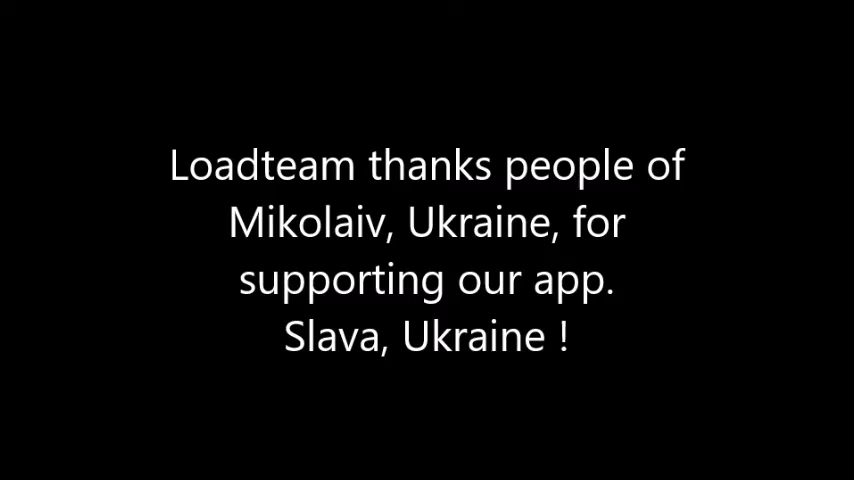 Loadteam thanks people of
Mikolaiv, Ukraine, for
supporting our app.
Slava, Ukraine !